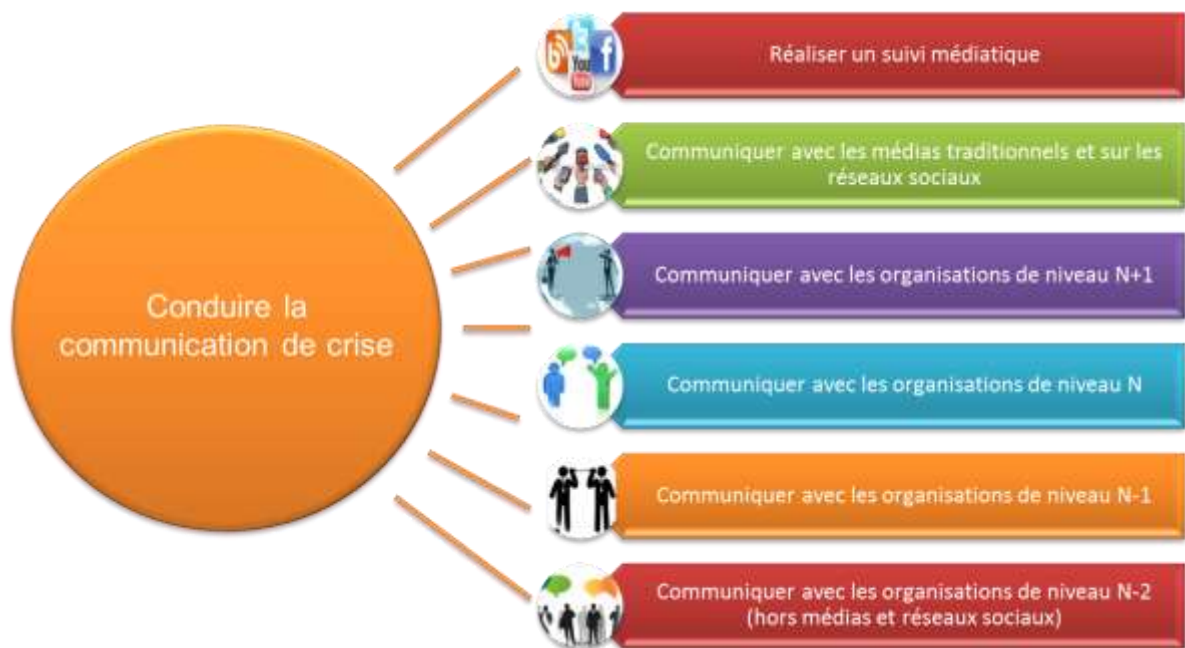 Réaliser un suivi médiatique
Communiquer avec les médias traditionnels et sur les
réseaux sociaux
Communiquer avec les organisations de niveau N+1
Conduire la
communication de crise
Communiquer avec les organisations de niveau N
Communiquer avec les organisations de niveau N-1
Communiquer avec les organisations de niveau N-2
(hors médias et réseaux sociaux)
You
Tube
f